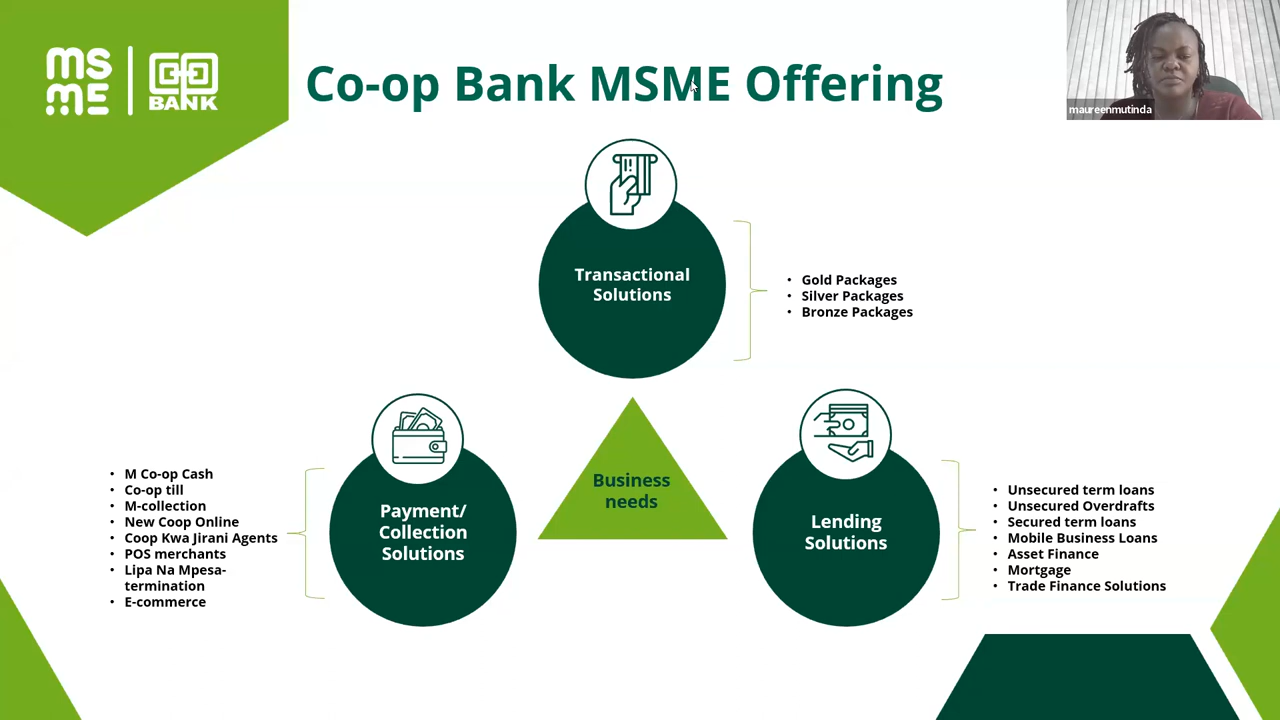 MS
ME
BANK
Co-op Bank MSME Offering
maureenmutinda
Transactional
Solutions
• Gold Packages
• Silver Packages
• Bronze Packages
Business
needs
Payment/
Collection
Solutions
• M Co-op Cash
• Co-op till
• M-collection
• New Coop Online
• Coop Kwa Jirani Agents
• POS merchants
• Lipa Na Mpesa-
termination
• E-commerce
Lending
Solutions
• Unsecured term loans
• Unsecured Overdrafts
• Secured term loans
• Mobile Business Loans
• Asset Finance
• Mortgage
• Trade Finance Solutions